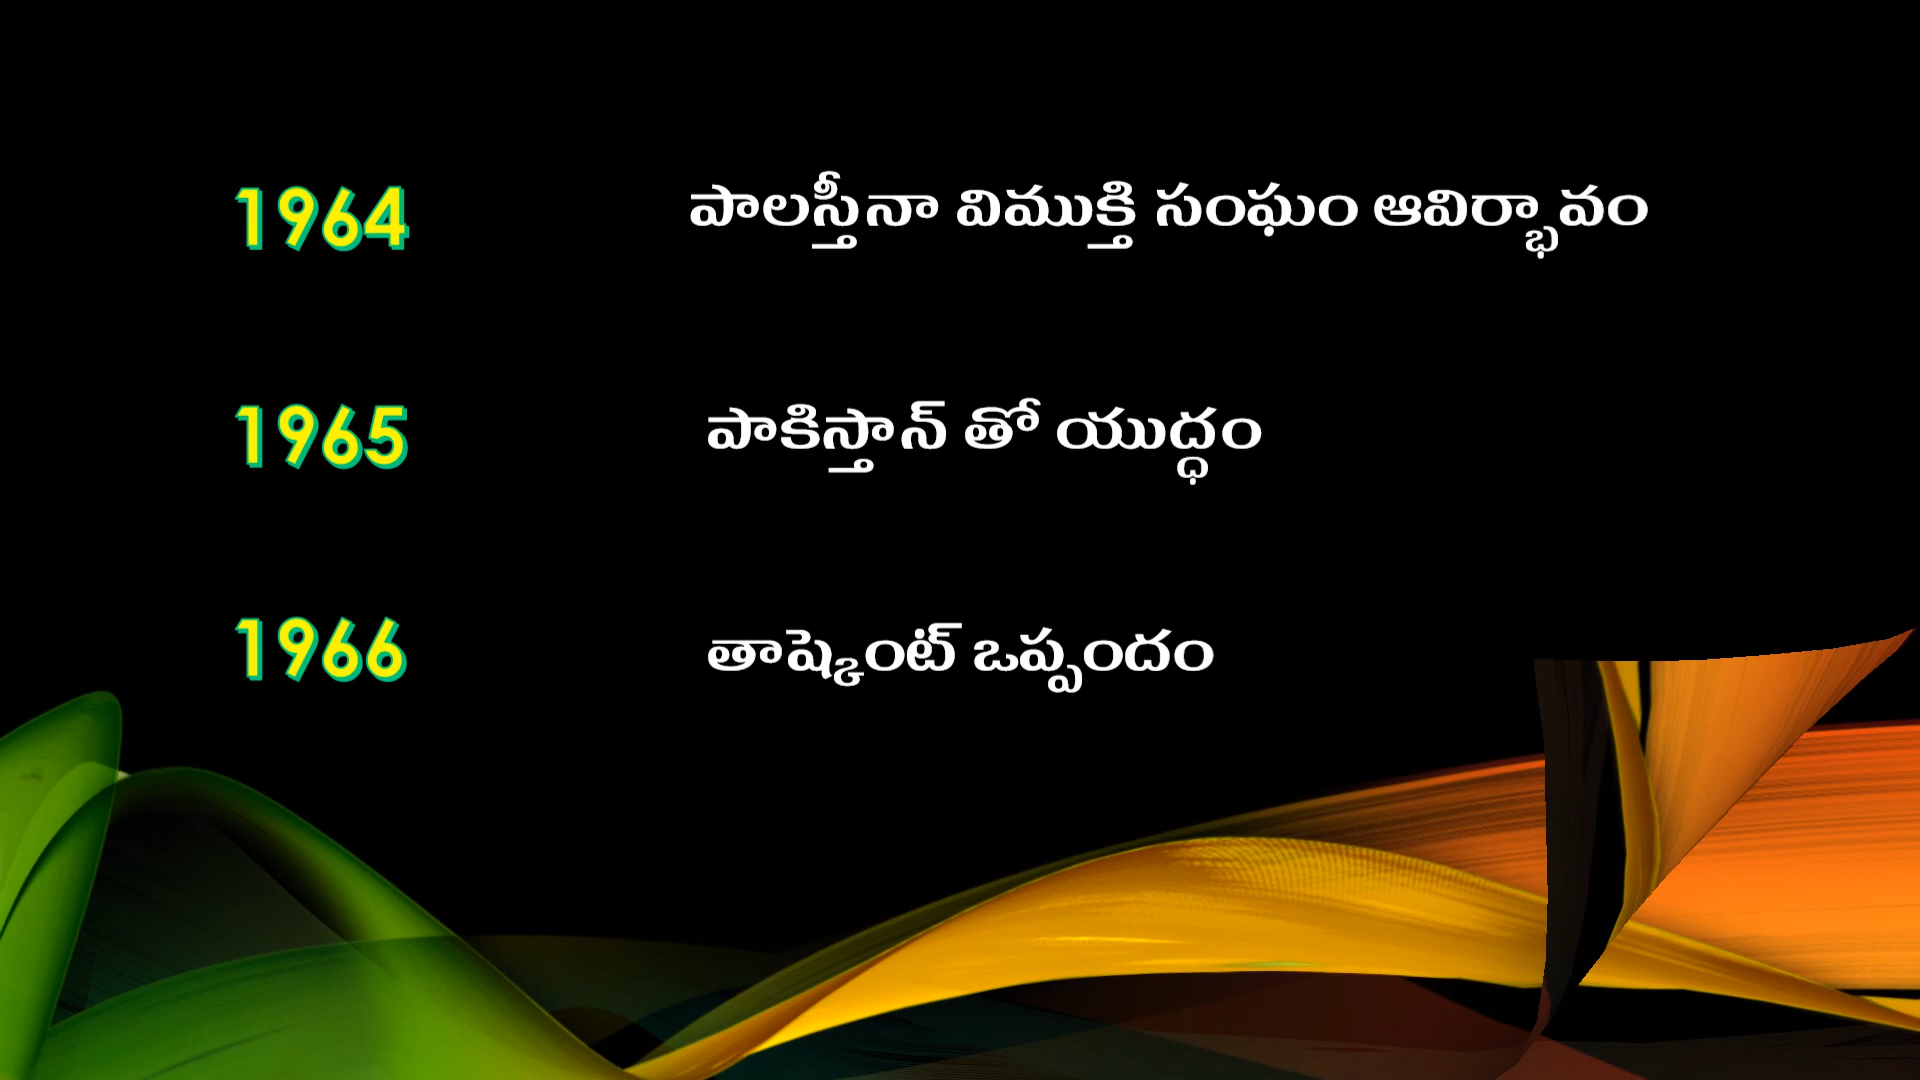 1964 పాలస్తీనా విముక్తి సంఘం ఆవిర్భావం
1965 పాకిస్తాన్ తో యుద్ధం
1966 తాష్కెంట్ ఒప్పందం